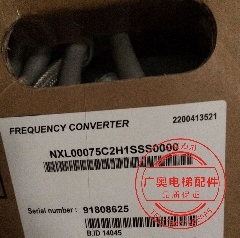 FREQUENCY CONVERTER
2200413521
NXL00075C2H1SSS0000
广奥电梯配件
Serial number : 91808625
B.ID 14045